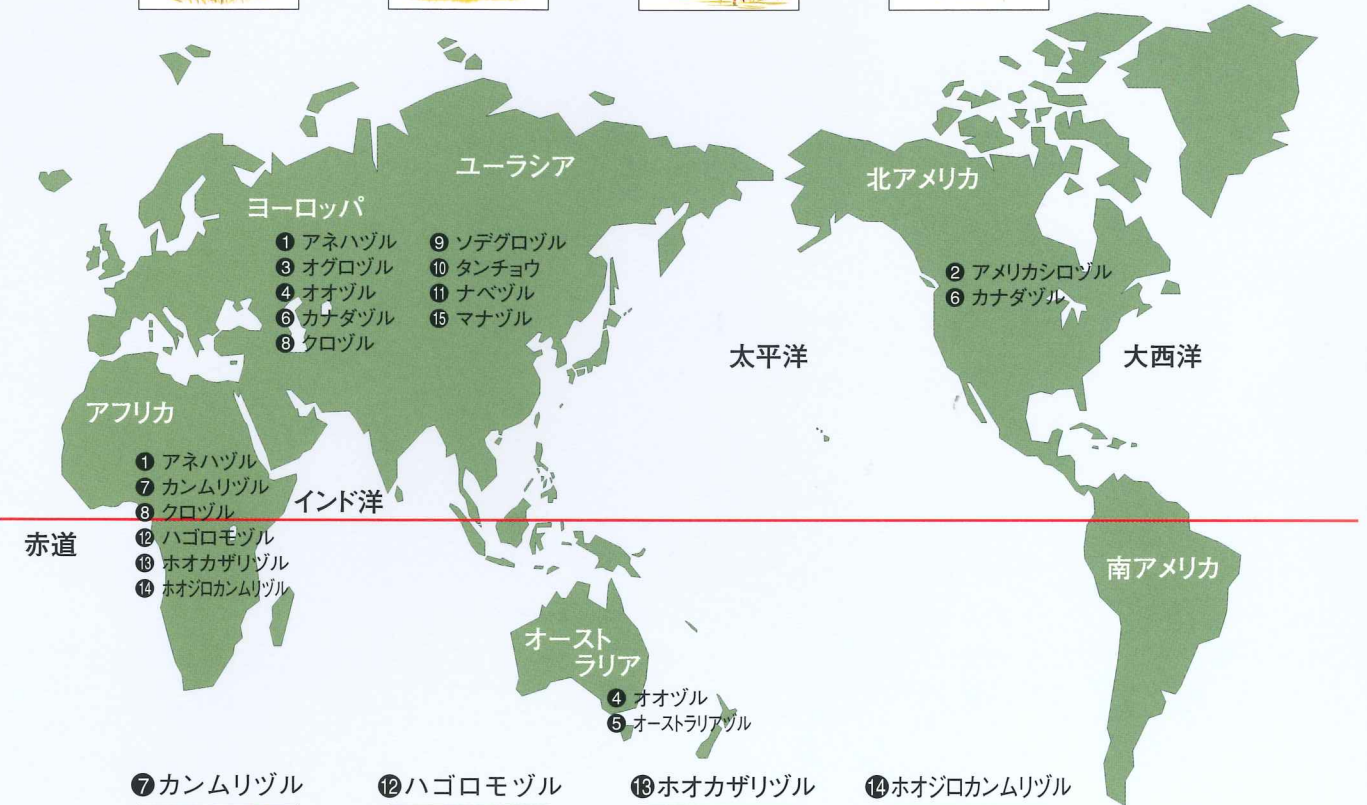 ユーラシア
ヨーロッパ
❶ アネハヅル
❸ オグロヅル
❹ オオヅル
❻ カナダヅル
❽ クロヅル
❾ ソデグロヅル
❿ タンチョウ
⓫ ナベヅル
⓯ マナヅル
北アメリカ
❷ アメリカシロヅル
❻ カナダヅル
太平洋
大西洋
アフリカ
❶ アネハヅル
❼ カンムリヅル
❽ クロヅル
⓬ ハゴロモヅル
⓭ ホオカザリヅル
⓮ ホオジロカンムリヅル
インド洋
赤道
南アメリカ
オースト
ラリア
❹ オオヅル
❺ オーストラリアヅル
❼カンムリヅル
⓬ハゴロモヅル
⓭ホオカザリヅル
⓮ホオジロカンムリヅル